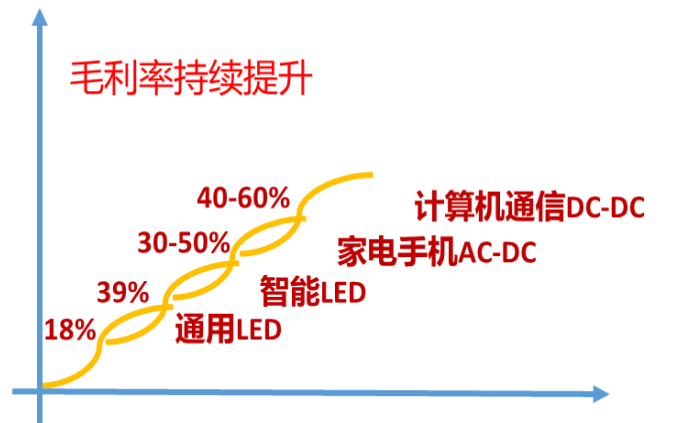 毛利率持续提升
40-60%
计算机通信DC-DC
30-50%
家电手机AC-DC
39%
智能LED
18%
通用LED